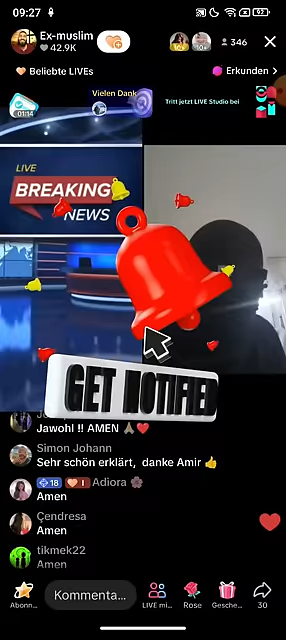 09:27
92
Ex-muslim
42.9K
10+
346
Beliebte LIVEs
Erkunden >
Vielen Dank
01:14
Tritt jetzt LIVE Studio bei
LIVE
BREAKING
NEWS
GET NOTIFIED
Jawohl !! AMEN 🙏🏽❤️
Simon Johann
Sehr schön erklärt, danke Amir 👍
18 I Adiora 🌸
Amen
Çendresa
Amen
tikmek22
Amen
Kommenta...
Abonn...
LIVE mi...
Rose
Gesche...
30